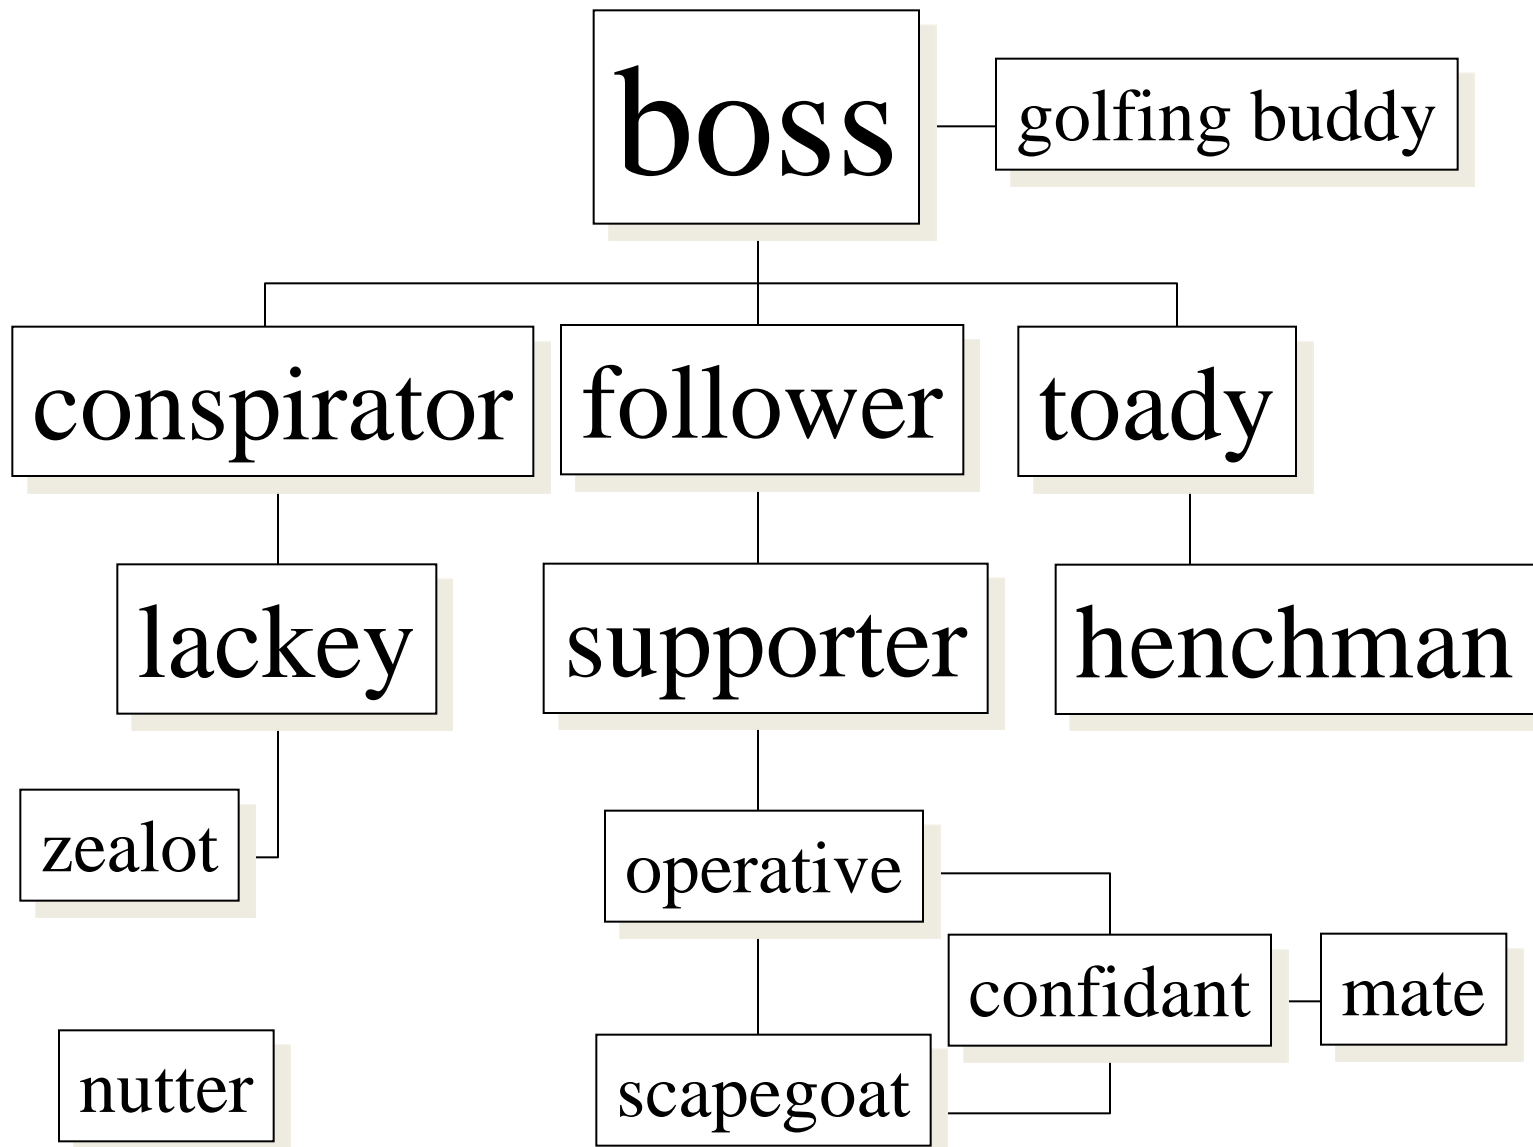 boss
golfing buddy
conspirator
follower
toady
lackey
supporter
henchman
zealot
operative
confidant
mate
nutter
scapegoat